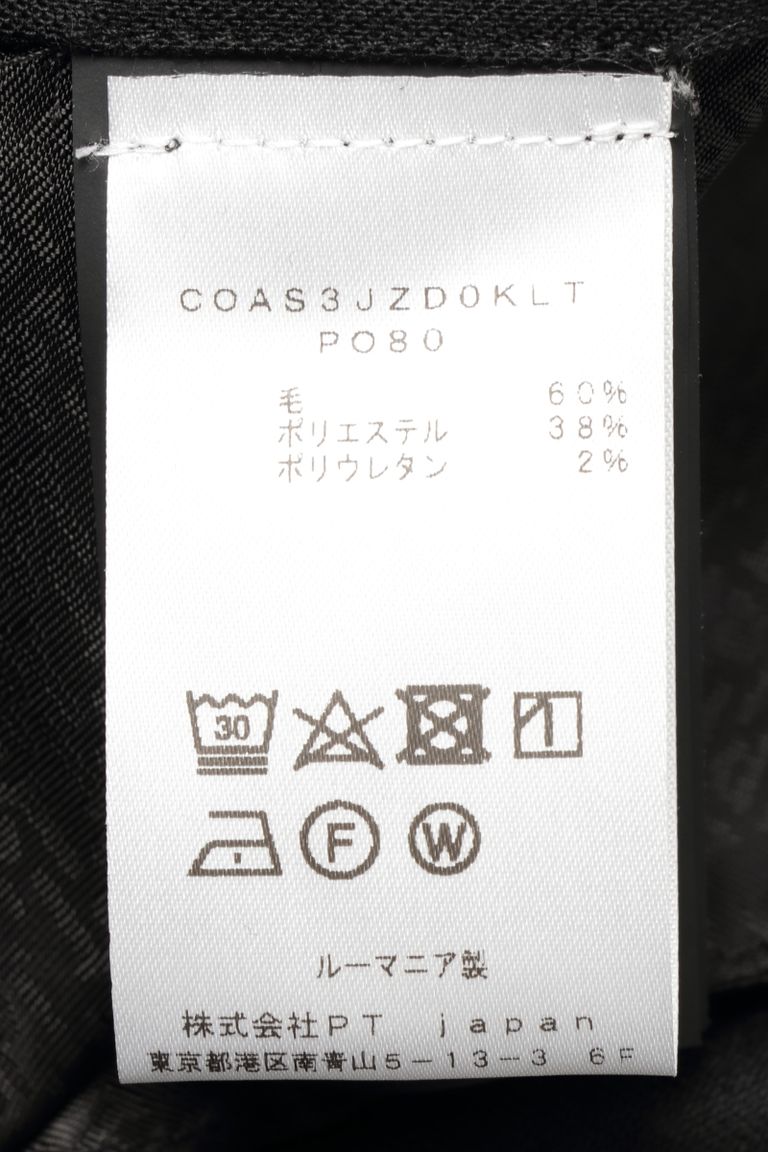 COAS3JZD0KLT
PO80
毛 60%
ポリエステル 38%
ポリウレタン 2%
30
F W
ルーマニア製
株式会社PT japan
東京都港区南青山5-13-3 6F